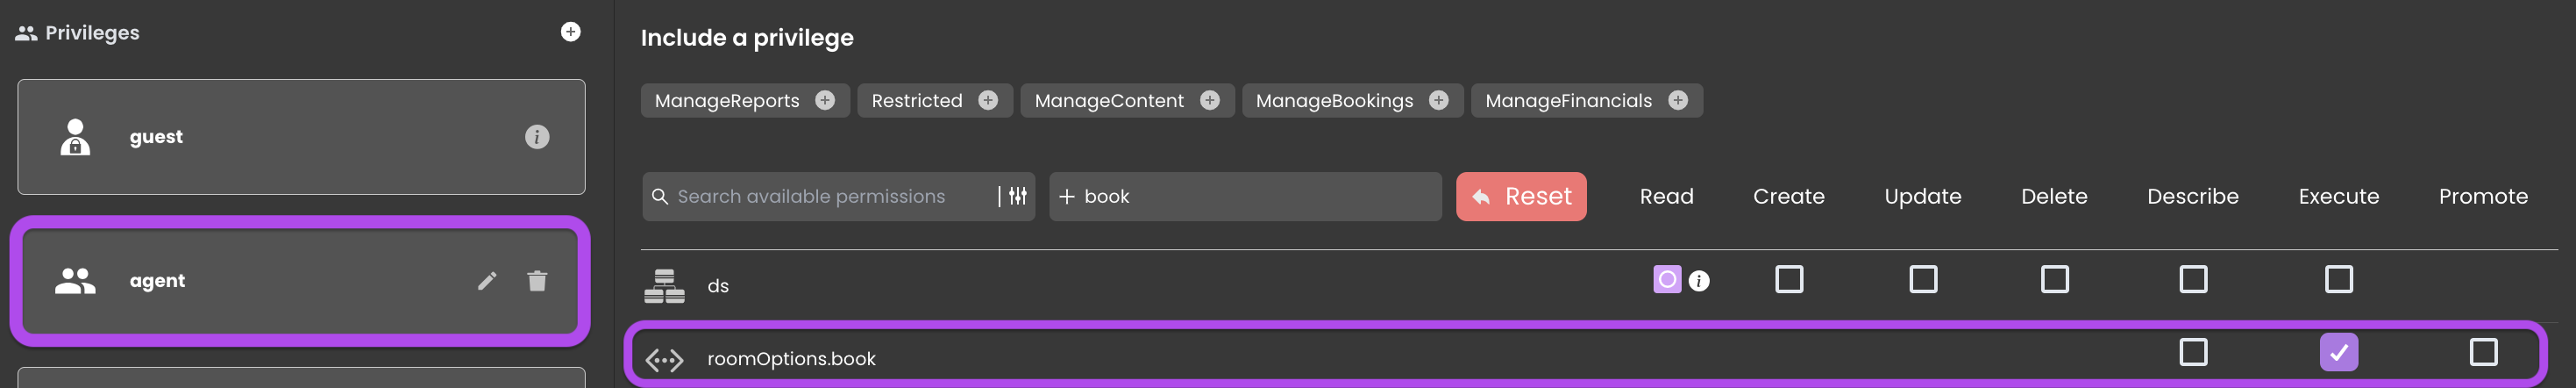 Privileges
guest
agent
Include a privilege
ManageReports Restricted ManageContent ManageBookings ManageFinancials
Search available permissions book Reset Read Create Update Delete Describe Execute Promote
ds
roomOptions.book